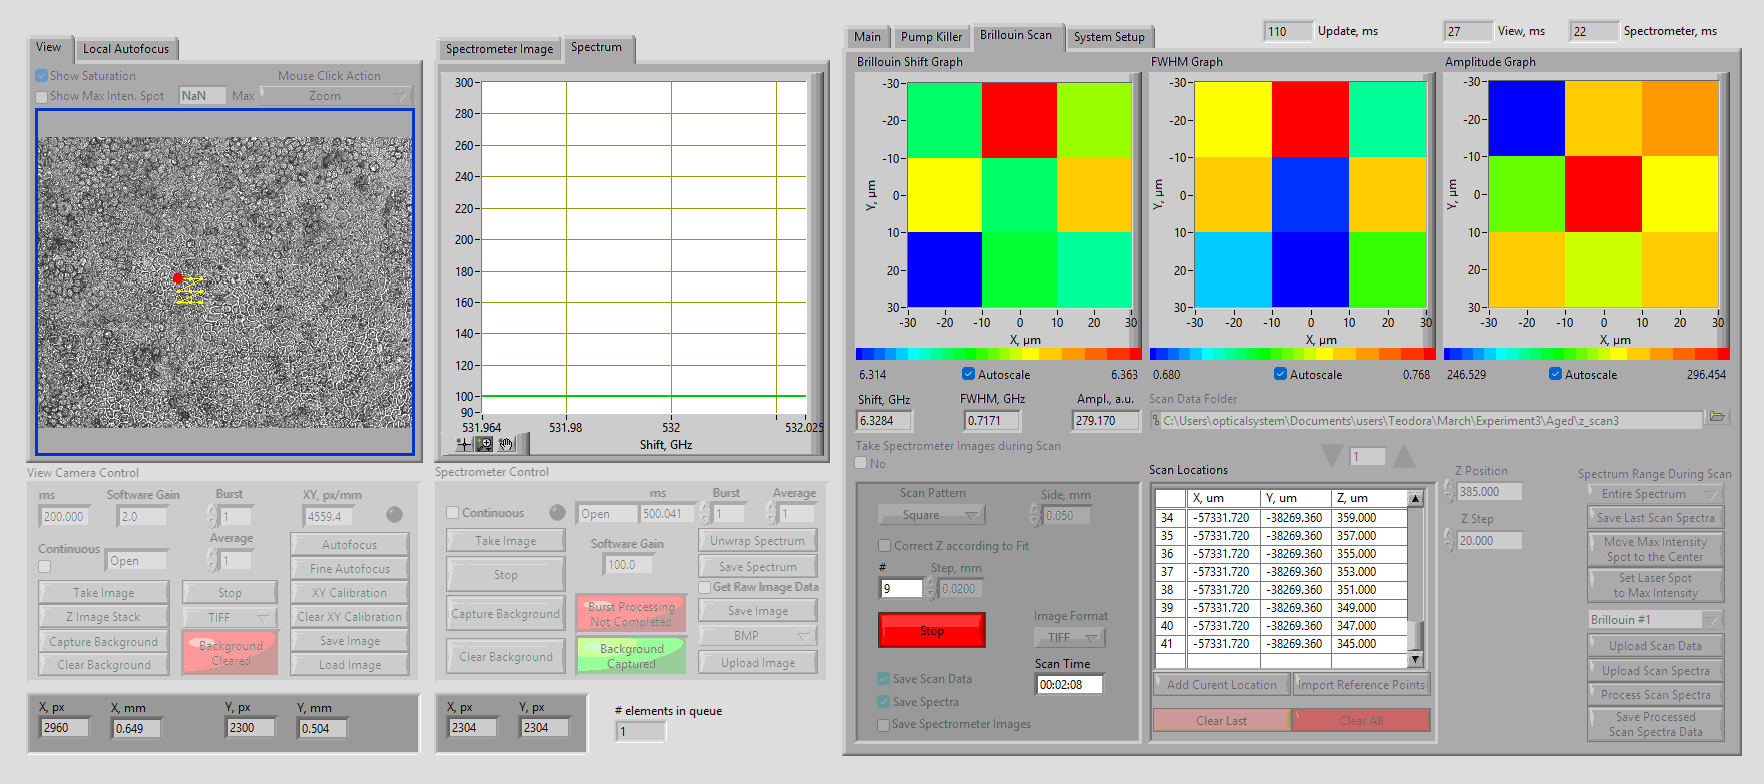 110 Update, ms 27 View, ms 22 Spectrometer, ms
View Local Autofocus
Show Saturation Mouse Click Action
Show Max Inten. Spot NaN Max Zoom
Spectrometer Image Spectrum
300
280
260
240
220
200
180
160
140
120
100
90
531.964 531.98 532 532.025
Shift, GHz
Main Pump Killer Brillouin Scan System Setup
Brillouin Shift Graph FWHM Graph Amplitude Graph
-30
-20
-10
0
10
20
30
Y, µm
-30 -20 -10 0 10 20 30
X, µm
-30
-20
-10
0
10
20
30
Y, µm
-30 -20 -10 0 10 20 30
X, µm
-30
-20
-10
0
10
20
30
Y, µm
-30 -20 -10 0 10 20 30
X, µm
6.314 Autoscale 6.363 0.680 Autoscale 0.768 246.529 Autoscale 296.454
Shift, GHz FWHM, GHz Ampl., a.u. Scan Data Folder
6.3284 0.7171 279.170 C:\Users\opticalsystem\Documents\users\Teodora\March\Experiment3\Aged\z_scan3
Take Spectrometer Images during Scan
No
1
View Camera Control
ms Software Gain Burst XY, px/mm
200.000 2.0 1 4559.4
Continuous Open Average 1
Autofocus
Fine Autofocus
Take Image Stop XY Calibration
Z Image Stack TIFF Clear XY Calibration
Capture Background Background Cleared Save Image
Clear Background Load Image
X, px X, mm Y, px Y, mm
2960 0.649 2300 0.504
Spectrometer Control
ms Burst Average
Continuous Open 500.041 1 1
Take Image Software Gain Unwrap Spectrum
Stop 100.0 Save Spectrum
Get Raw Image Data
Capture Background Burst Processing Not Completed Save Image
BMP
Clear Background Background Captured Upload Image
X, px Y, px
2304 2304
# elements in queue
1
Scan Pattern Side, mm
Square 0.050
Correct Z according to Fit
# Step, mm
9 0.0200
Stop
Image Format
TIFF
Scan Time
00:02:08
Save Scan Data
Save Spectra
Save Spectrometer Images
Scan Locations
X, um Y, um Z, um
34 -57331.720 -38269.360 359.000
35 -57331.720 -38269.360 357.000
36 -57331.720 -38269.360 355.000
37 -57331.720 -38269.360 353.000
38 -57331.720 -38269.360 351.000
39 -57331.720 -38269.360 349.000
40 -57331.720 -38269.360 347.000
41 -57331.720 -38269.360 345.000
Add Curent Location Import Reference Points
Clear Last Clear All
Z Position
385.000
Z Step
20.000
Spectrum Range During Scan
Entire Spectrum
Save Last Scan Spectra
Move Max Intensity
Spot to the Center
Set Laser Spot
to Max Intensity
Brillouin #1
Upload Scan Data
Upload Scan Spectra
Process Scan Spectra
Save Processed
Scan Spectra Data